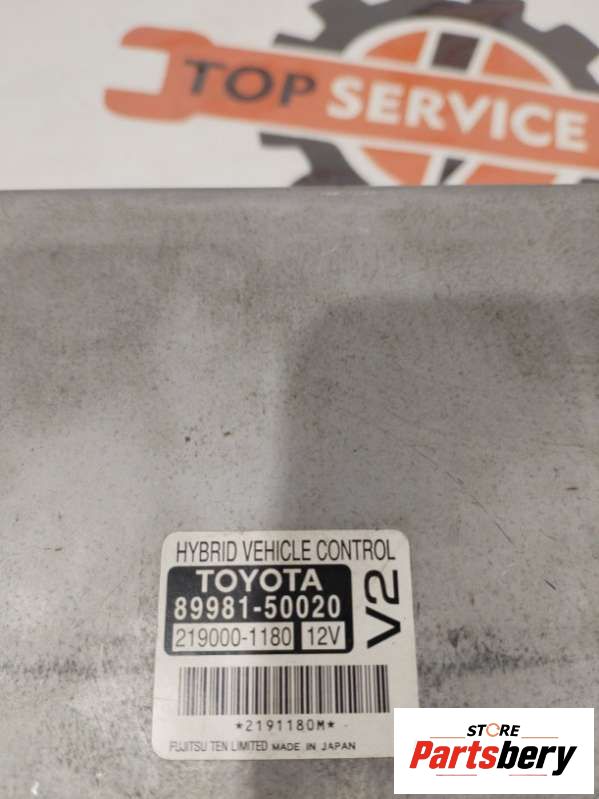 TOP SERVICE
HYBRID VEHICLE CONTROL
TOYOTA
89981-50020
219000-1180 12V
V2
*2191180M*
FUJITSU TEN LIMITED MADE IN JAPAN
STORE
Partsbery